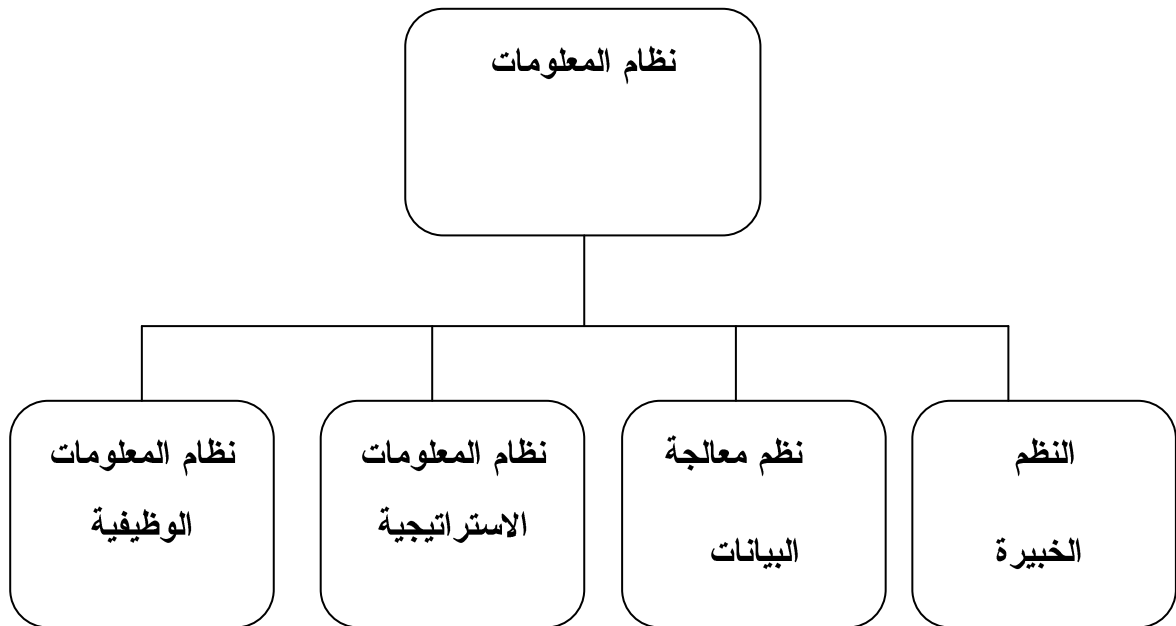 نظام المعلومات
النظم
الخبيرة
نظم معالجة
البيانات
نظام المعلومات
الاستراتيجية
نظام المعلومات
الوظيفية